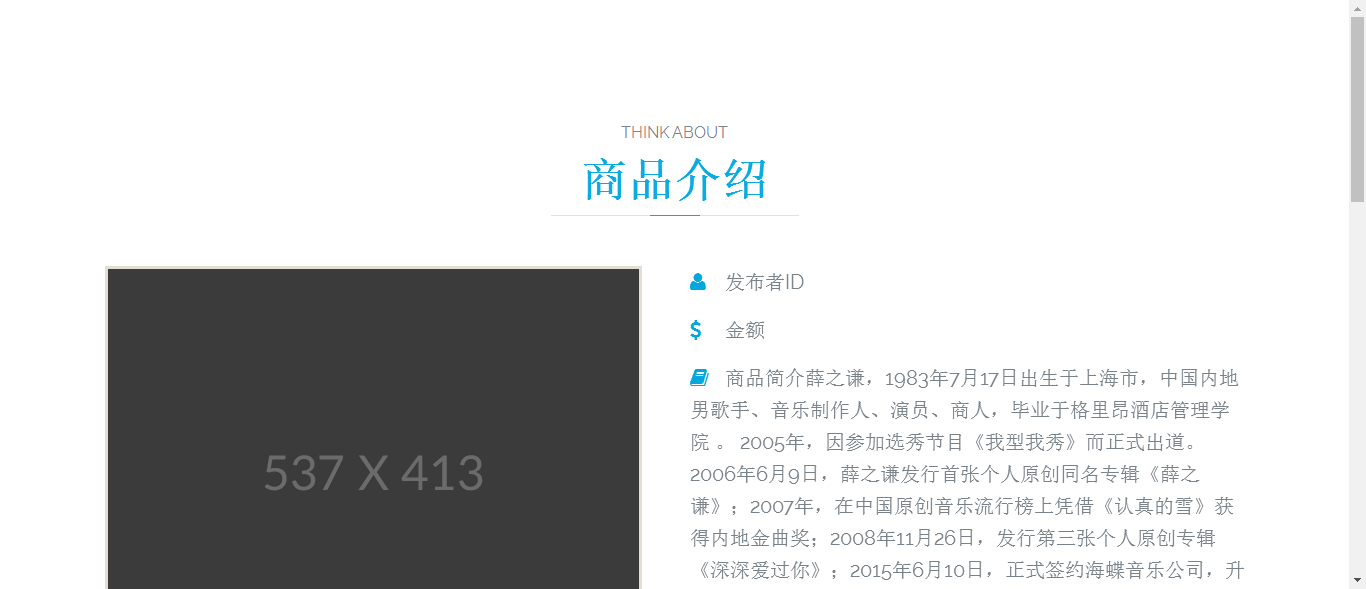 THINK ABOUT
商品介绍
537 X 413
发布者ID
金额
商品简介薛之谦，1983年7月17日出生于上海市，中国内地
男歌手、音乐制作人、演员、商人，毕业于格里昂酒店管理学
院 。 2005年，因参加选秀节目《我型我秀》而正式出道。
2006年6月9日，薛之谦发行首张个人原创同名专辑《薛之
谦》；2007年，在中国原创音乐流行榜上凭借《认真的雪》获
得内地金曲奖；2008年11月26日，发行第三张个人原创专辑
《深深爱过你》；2015年6月10日，正式签约海蝶音乐公司，升